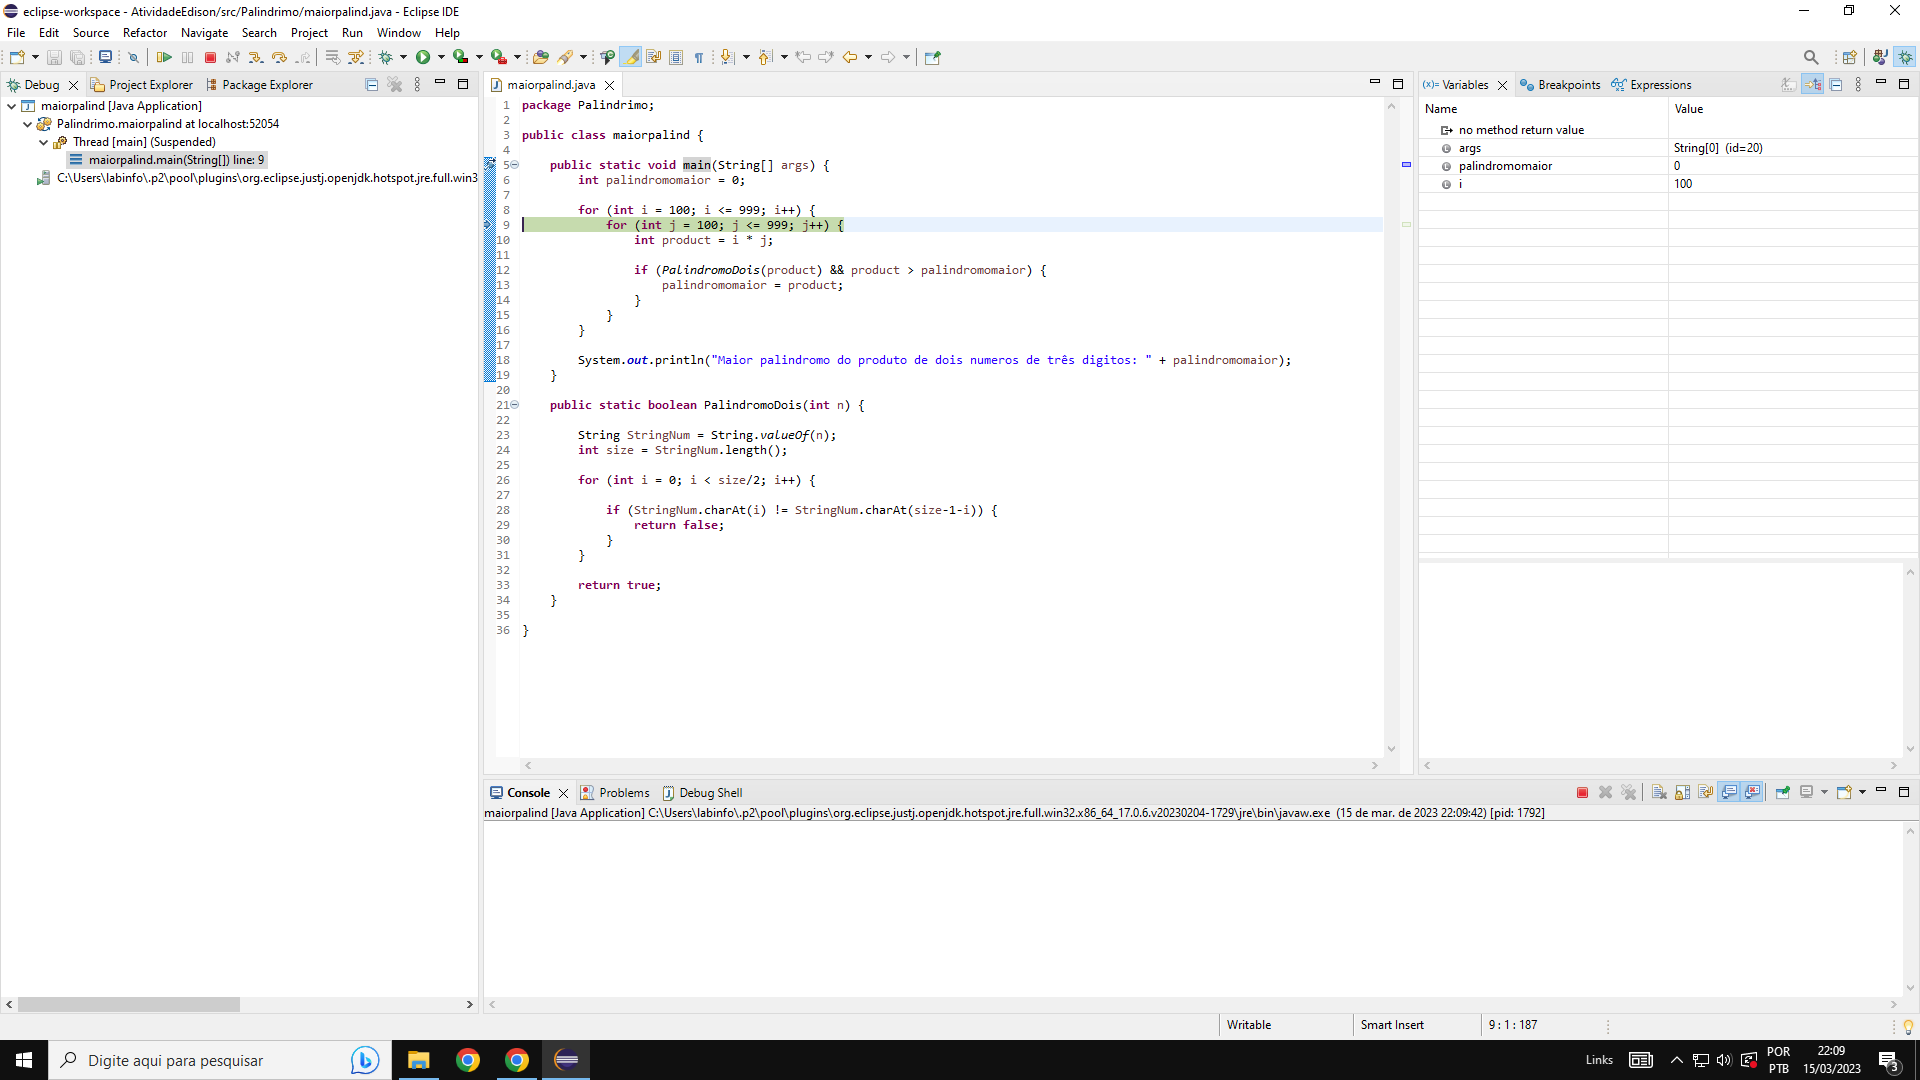 eclipse-workspace - AtividadeEdison/src/Palindrimo/maiorpalind.java - Eclipse IDE
File Edit Source Refactor Navigate Search Project Run Window Help
Debug Project Explorer Package Explorer
maiorpalind [Java Application]
Palindrimo.maiorpalind at localhost:52054
Thread [main] (Suspended)
maiorpalind.main(String[]) line: 9
C:\Users\labinfo\.p2\pool\plugins\org.eclipse.justj.openjdk.hotspot.jre.full.win3
maiorpalind.java
1 package Palindrimo;
2
3 public class maiorpalind {
4
5 public static void main(String[] args) {
6 int palindromomaior = 0;
7
8 for (int i = 100; i <= 999; i++) {
9 for (int j = 100; j <= 999; j++) {
10 int product = i * j;
11
12 if (PalindromoDois(product) && product > palindromomaior) {
13 palindromomaior = product;
14 }
15 }
16 }
17
18 System.out.println("Maior palindromo do produto de dois numeros de três digitos: " + palindromomaior);
19 }
20
21 public static boolean PalindromoDois(int n) {
22
23 String StringNum = String.valueOf(n);
24 int size = StringNum.length();
25
26 for (int i = 0; i < size/2; i++) {
27
28 if (StringNum.charAt(i) != StringNum.charAt(size-1-i)) {
29 return false;
30 }
31 }
32
33 return true;
34 }
35
36 }
(x)= Variables Breakpoints Expressions
Name Value
no method return value
args String[0] (id=20)
palindromomaior 0
i 100
Console Problems Debug Shell
maiorpalind [Java Application] C:\Users\labinfo\.p2\pool\plugins\org.eclipse.justj.openjdk.hotspot.jre.full.win32.x86_64_17.0.6.v20230204-1729\jre\bin\javaw.exe (15 de mar. de 2023 22:09:42) [pid: 1792]
Writable Smart Insert 9 : 1 : 187
Digite aqui para pesquisar
Links
POR
PTB
22:09
15/03/2023
3